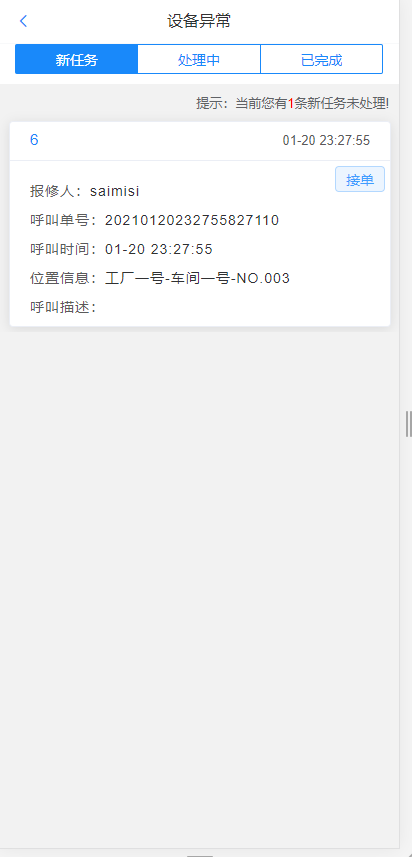 设备异常
新任务 处理中 已完成
提示：当前您有1条新任务未处理!
6 01-20 23:27:55
接单
报修人：saimisi
呼叫单号：20210120232755827110
呼叫时间：01-20 23:27:55
位置信息：工厂一号-车间一号-NO.003
呼叫描述：